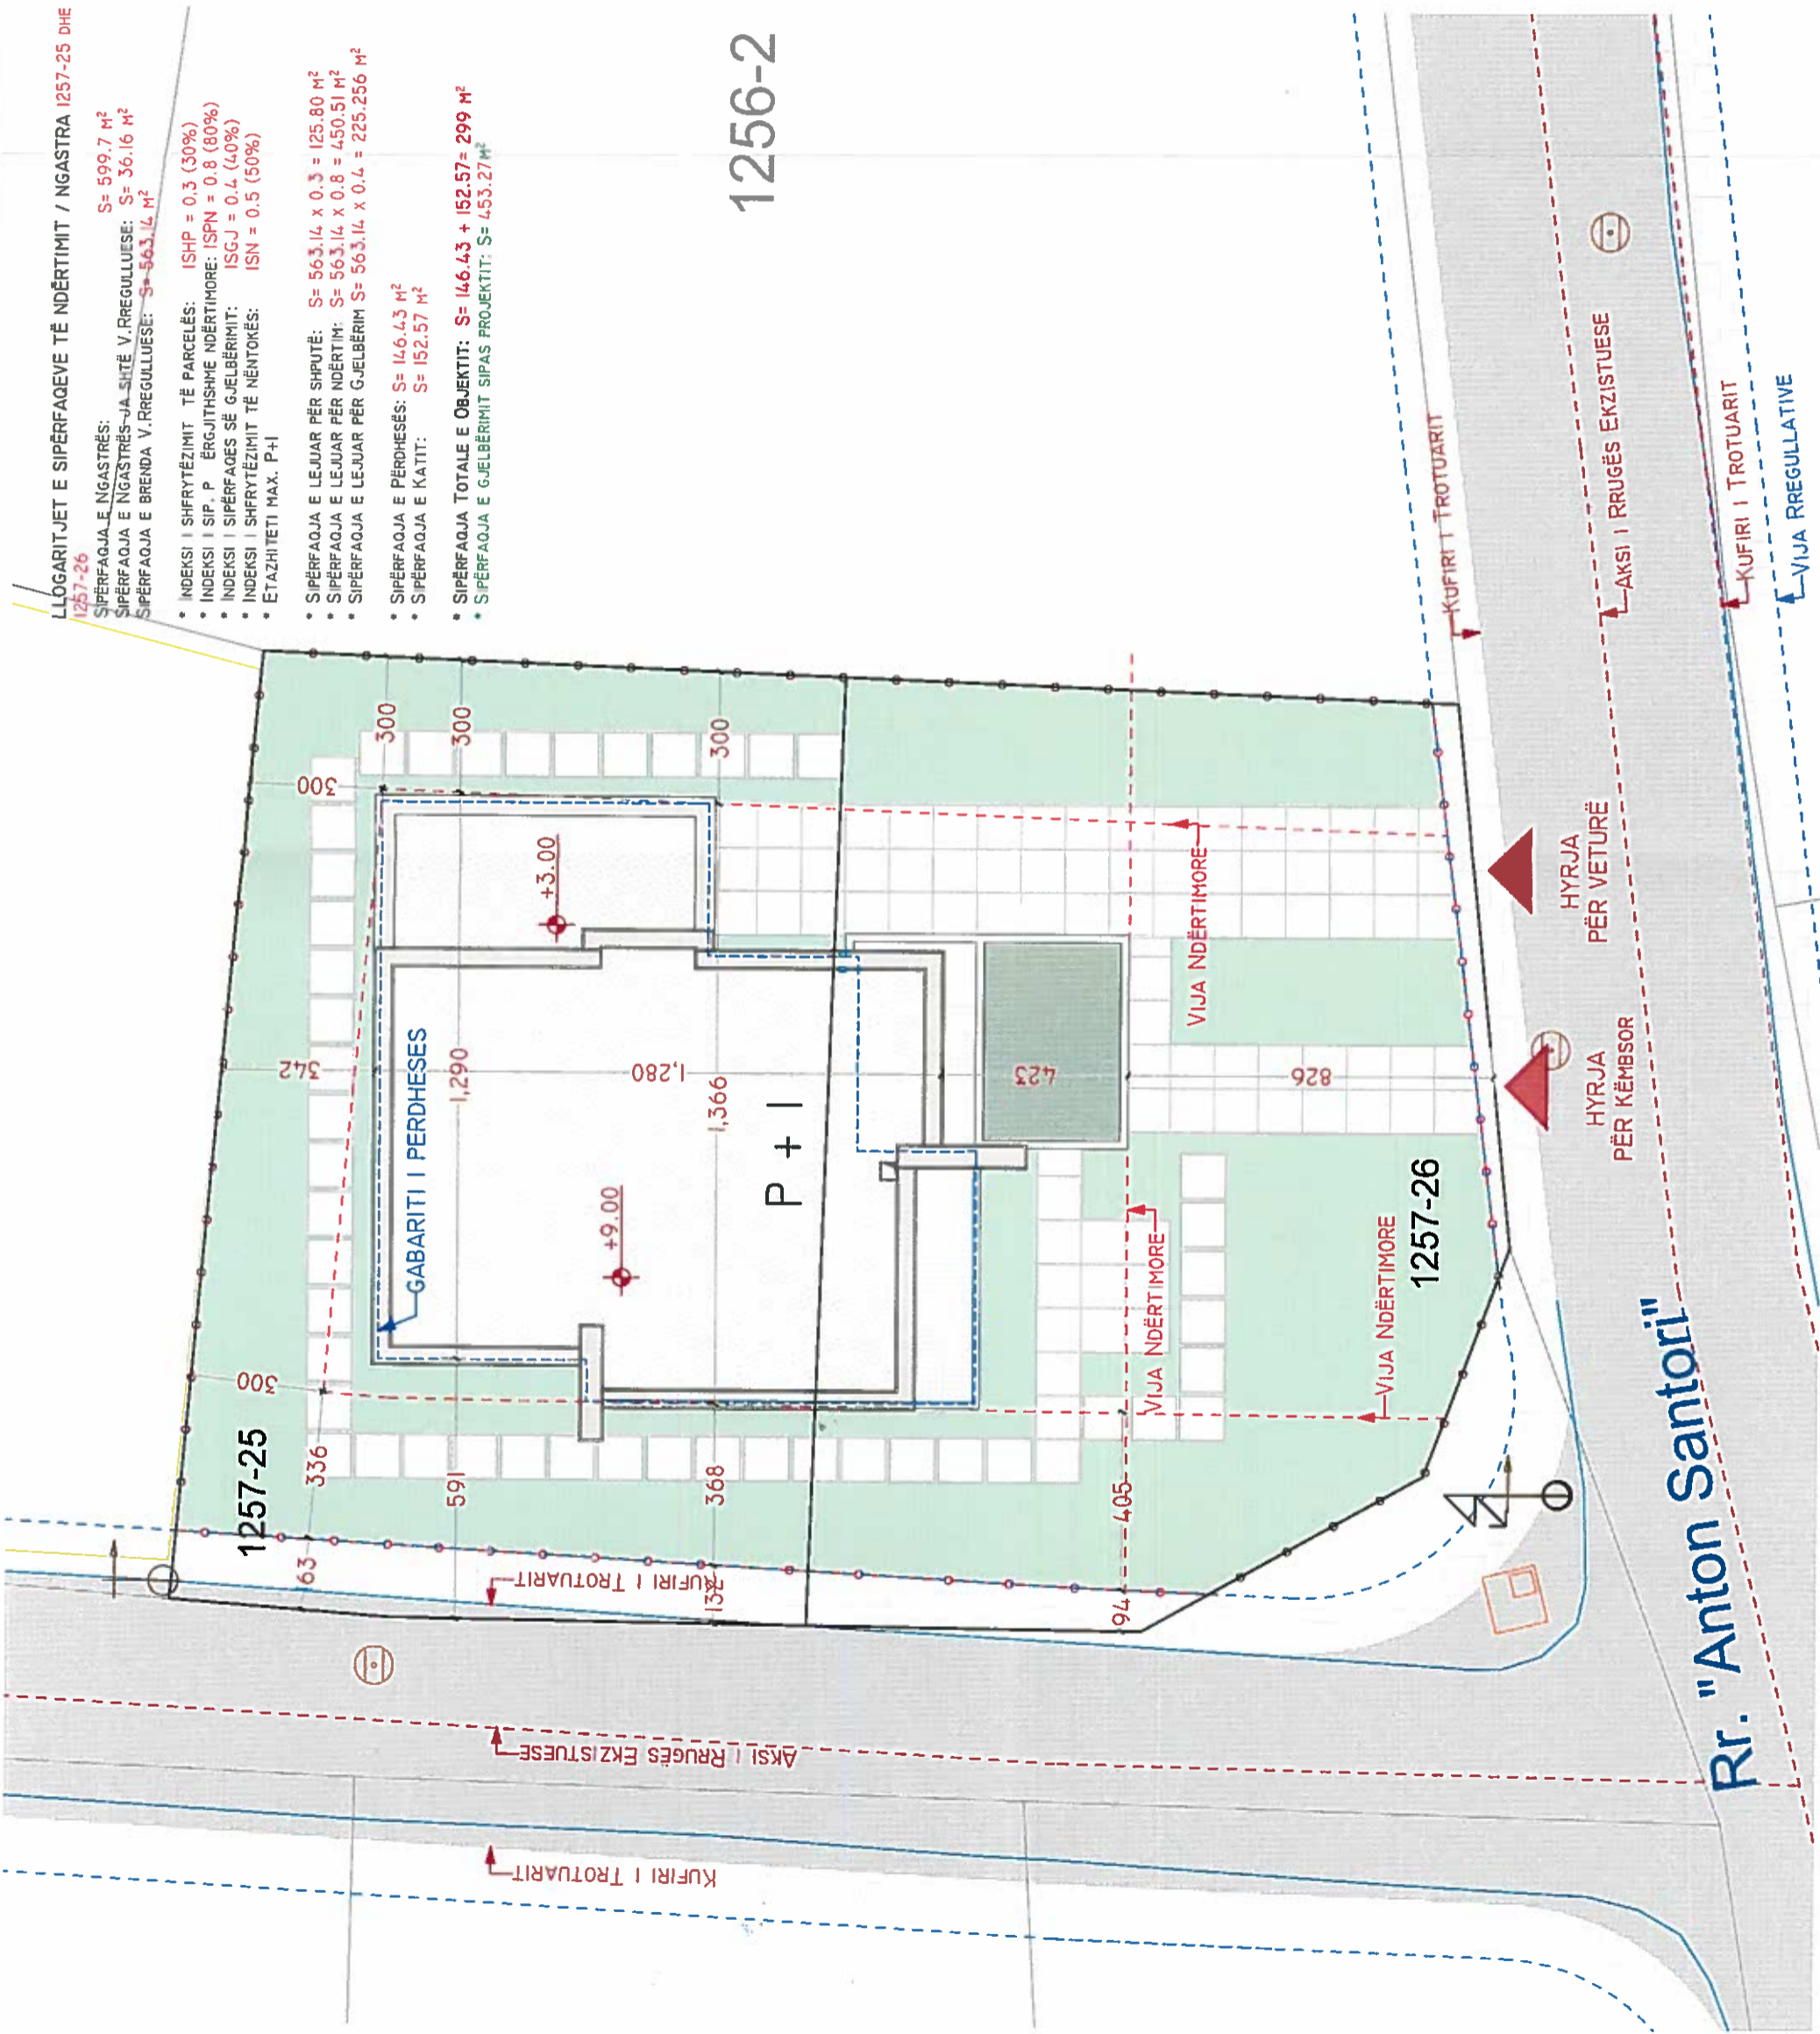 LLOGARITJET E SIPËRFAQEVE TË NDËRTIMIT / NGASTRA 1257-25 DHE
1257-26
SIPËRFAQJA E NGASTRËS: S= 599.7 M²
SIPËRFAQJA E NGASTRËS JASHTË V.RREGULLUESE: S= 36.16 M²
SIPËRFAQJA E BRENDA V.RREGULLUESE: S= 563.14 M²
• INDEKSI I SHFRYTËZIMIT TË PARCELËS: ISHP = 0.3 (30%)
• INDEKSI I SIP. P ËRGJITHSHME NDËRTIMORE: ISPN = 0.8 (80%)
• INDEKSI I SIPËRFAQES SË GJELBËRIMIT: ISGJ = 0.4 (40%)
• INDEKSI I SHFRYTËZIMIT TË NËNTOKËS: ISN = 0.5 (50%)
• ETAZHITETI MAX. P+I
• SIPËRFAQJA E LEJUAR PËR SHPUTË: S= 563.14 x 0.3 = 125.80 M²
• SIPËRFAQJA E LEJUAR PËR NDËRTIM: S= 563.14 x 0.8 = 450.51 M²
• SIPËRFAQJA E LEJUAR PËR GJELBËRIM S= 563.14 x 0.4 = 225.256 M²
• SIPËRFAQJA E PËRDHESËS: S= 146.43 M²
• SIPËRFAQJA E KATIT: S= 152.57 M²
• SIPËRFAQJA TOTALE E OBJEKTIT: S= 146.43 + 152.57= 299 M²
• SIPËRFAQJA E GJELBËRIMIT SIPAS PROJEKTIT: S= 453.27 M²
1256-2
1257-25
300
342
300
63
336
300
591
1,290
300
368
1,366
300
GABARITI I PERDHESES
+3.00
+9.00
1,280
P + I
423
826
94
405
VIJA NDËRTIMORE
VIJA NDËRTIMORE
VIJA NDËRTIMORE
1257-26
KUFIRI I TROTUARIT
AKSI I RRUGËS EKZISTUESE
KUFIRI I TROTUARIT
HYRJA
PËR KËMBSOR
HYRJA
PËR VETURË
KUFIRI I TROTUARIT
AKSI I RRUGËS EKZISTUESE
KUFIRI I TROTUARIT
VIJA RREGULLATIVE
Rr. "Anton Santori"